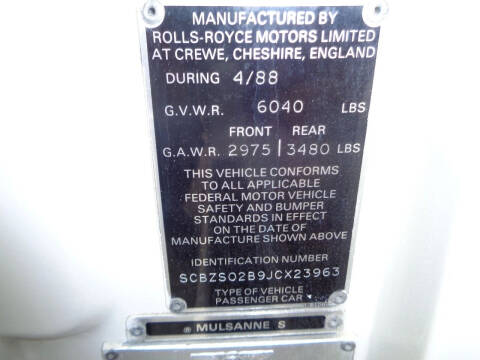 MANUFACTURED BY
ROLLS-ROYCE MOTORS LIMITED
AT CREWE, CHESHIRE, ENGLAND
DURING 4/88
G.V.W.R. 6040 LBS
FRONT REAR
G.A.W.R. 2975 | 3480 LBS
THIS VEHICLE CONFORMS
TO ALL APPLICABLE
FEDERAL MOTOR VEHICLE
SAFETY AND BUMPER
STANDARDS IN EFFECT
ON THE DATE OF
MANUFACTURE SHOWN ABOVE
IDENTIFICATION NUMBER
SCBZS02B9JCX23963
TYPE OF VEHICLE
PASSENGER CAR
® MULSANNE S